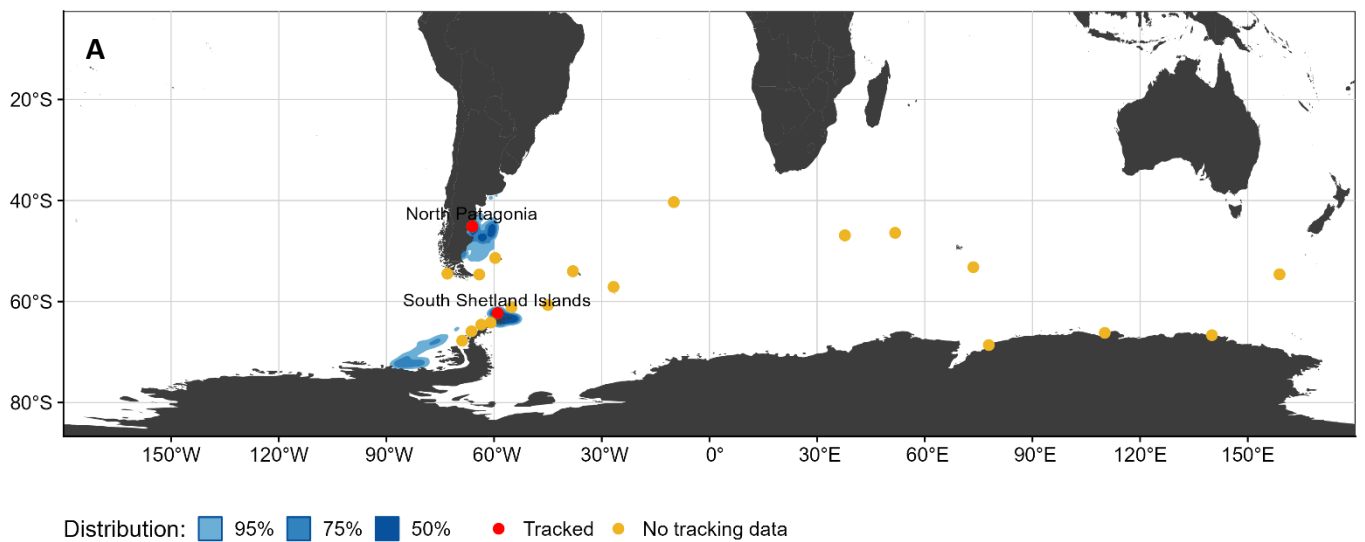 A
20°S
40°S
North Patagonia
60°S
South Shetland Islands
80°S
150°W 120°W 90°W 60°W 30°W 0° 30°E 60°E 90°E 120°E 150°E
Distribution: 95% 75% 50% Tracked No tracking data